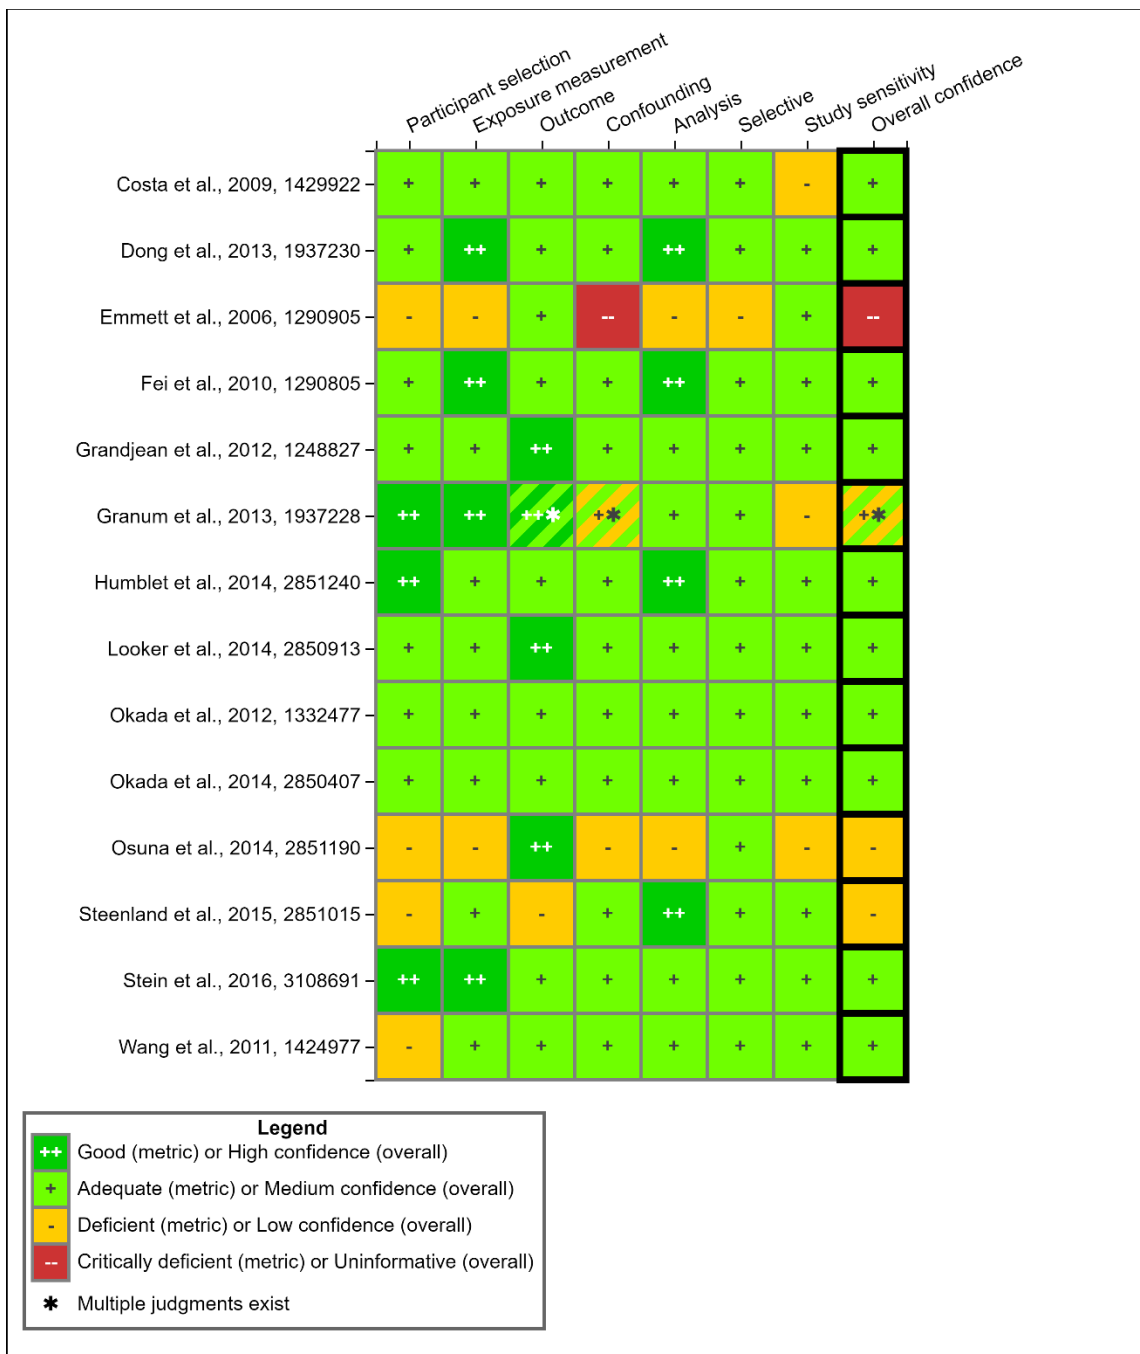 Participant selection
Exposure measurement
Outcome
Confounding
Analysis
Selective
Study sensitivity
Overall confidence
Costa et al., 2009, 1429922 + + + + + + - +
Dong et al., 2013, 1937230 + ++ + + ++ + + +
Emmett et al., 2006, 1290905 - - + -- - - + --
Fei et al., 2010, 1290805 + ++ + + ++ + + +
Grandjean et al., 2012, 1248827 + + ++ + + + + +
Granum et al., 2013, 1937228 ++ ++ ++✱ +✱ + + - +✱
Humblet et al., 2014, 2851240 ++ + + + ++ + + +
Looker et al., 2014, 2850913 + + ++ + + + + +
Okada et al., 2012, 1332477 + + + + + + + +
Okada et al., 2014, 2850407 + + + + + + + +
Osuna et al., 2014, 2851190 - - ++ - - + - -
Steenland et al., 2015, 2851015 - + - + ++ + + -
Stein et al., 2016, 3108691 ++ ++ + + + + + +
Wang et al., 2011, 1424977 - + + + + + + +
Legend
++ Good (metric) or High confidence (overall)
+ Adequate (metric) or Medium confidence (overall)
- Deficient (metric) or Low confidence (overall)
-- Critically deficient (metric) or Uninformative (overall)
✱ Multiple judgments exist